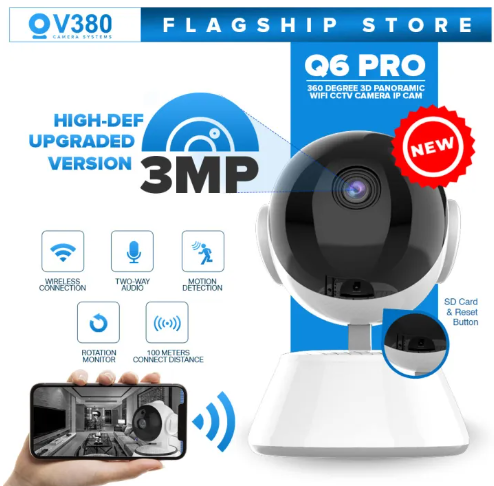 V380
CAMERA SYSTEMS
FLAGSHIP STORE
Q6 PRO
360 DEGREE 3D PANORAMIC
WIFI CCTV CAMERA IP CAM
HIGH-DEF
UPGRADED
VERSION
3MP
NEW
WIRELESS
CONNECTION
TWO-WAY
AUDIO
MOTION
DETECTION
ROTATION
MONITOR
100 METERS
CONNECT DISTANCE
SD Card
& Reset
Button